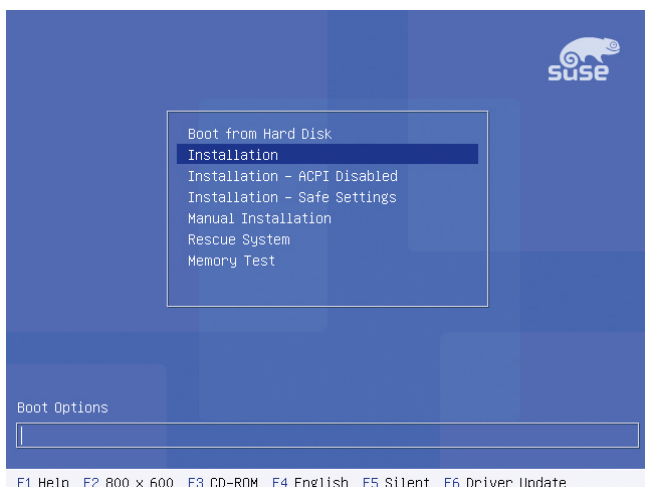 suse
Boot from Hard Disk
Installation
Installation – ACPI Disabled
Installation – Safe Settings
Manual Installation
Rescue System
Memory Test
Boot Options
F1 Help F2 800 × 600 F3 CD-ROM F4 English F5 Silent F6 Driver Update